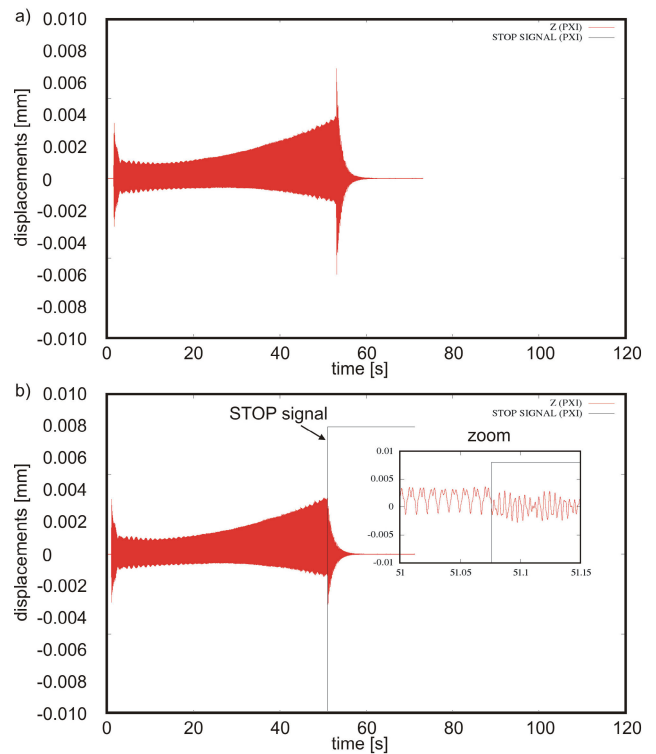 a)
0.010
0.008
0.006
0.004
0.002
0
-0.002
-0.004
-0.006
-0.008
-0.010
displacements [mm]
Z (PXI)
STOP SIGNAL (PXI)
0 20 40 60 80 100 120
time [s]
b)
0.010
0.008
0.006
0.004
0.002
0
-0.002
-0.004
-0.006
-0.008
-0.010
displacements [mm]
Z (PXI)
STOP SIGNAL (PXI)
STOP signal
zoom
0.01
0.005
0
-0.005
-0.01
51 51.05 51.1 51.15
0 20 40 60 80 100 120
time [s]